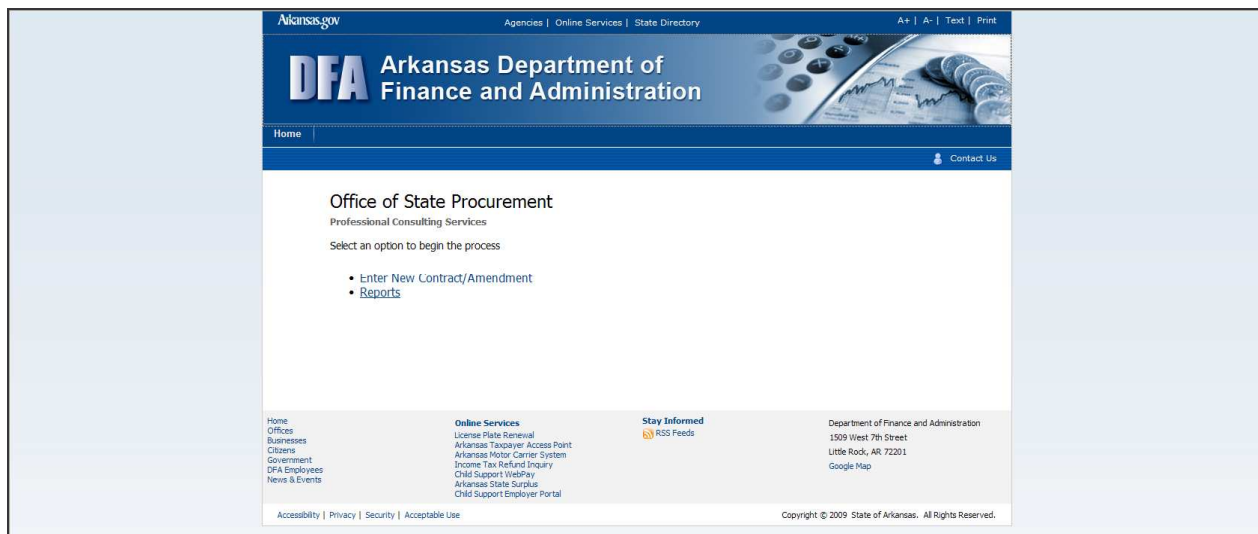 Arkansas.gov
Agencies | Online Services | State Directory
A+ | A- | Text | Print
DFA
Arkansas Department of
Finance and Administration
Home
Contact Us
Office of State Procurement
Professional Consulting Services
Select an option to begin the process
• Enter New Contract/Amendment
• Reports
Home
Offices
Businesses
Citizens
Government
DFA Employees
News & Events
Online Services
License Plate Renewal
Arkansas Taxpayer Access Point
Arkansas Motor Carrier System
Income Tax Refund Inquiry
Child Support WebPay
Arkansas State Surplus
Child Support Employer Portal
Stay Informed
RSS Feeds
Department of Finance and Administration
1509 West 7th Street
Little Rock, AR 72201
Google Map
Accessibility | Privacy | Security | Acceptable Use
Copyright © 2009 State of Arkansas. All Rights Reserved.